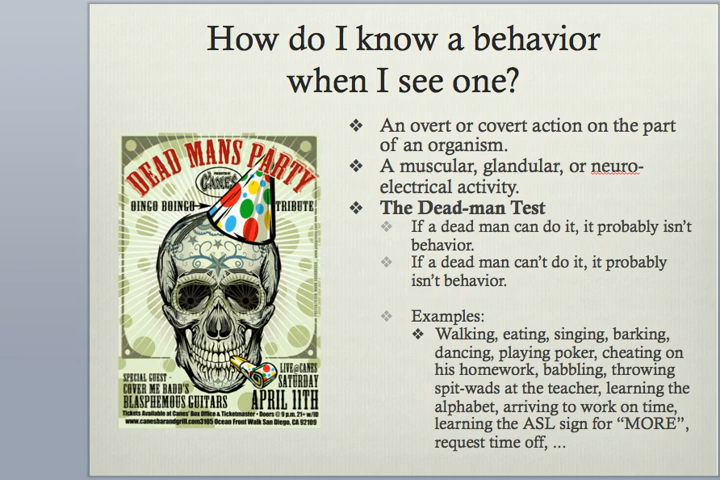 How do I know a behavior
when I see one?
An overt or covert action on the part
of an organism.
A muscular, glandular, or neuro-
electrical activity.
The Dead-man Test
If a dead man can do it, it probably isn't
behavior.
If a dead man can't do it, it probably
isn't behavior.
Examples:
Walking, eating, singing, barking,
dancing, playing poker, cheating on
his homework, babbling, throwing
spit-wads at the teacher, learning the
alphabet, arriving to work on time,
learning the ASL sign for “MORE”,
request time off, ...
DEAD MANS PARTY
CANES
OINGO BOINGO TRIBUTE
SPECIAL GUEST -
COVER ME BADD'S
BLASPHEMOUS GUITARS
LIVE@CANES
SATURDAY
APRIL 11TH
Tickets Available at Canes' Box Office & Ticketmaster • Doors @ 9 p.m. 21+ w/ID
www.canesbarandgrill.com 3105 Ocean Front Walk San Diego, CA 92109